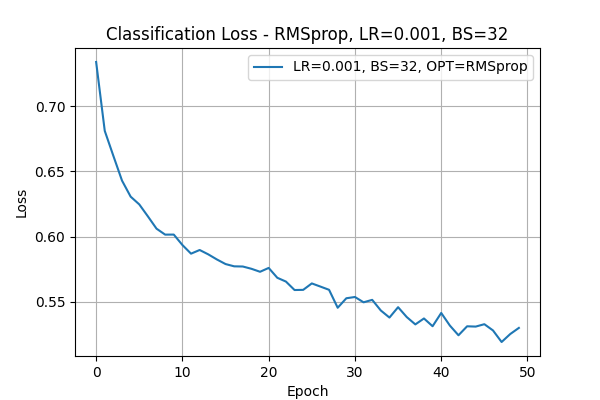 Classification Loss - RMSprop, LR=0.001, BS=32
LR=0.001, BS=32, OPT=RMSprop
0.70
0.65
0.60
0.55
Loss
0 10 20 30 40 50
Epoch